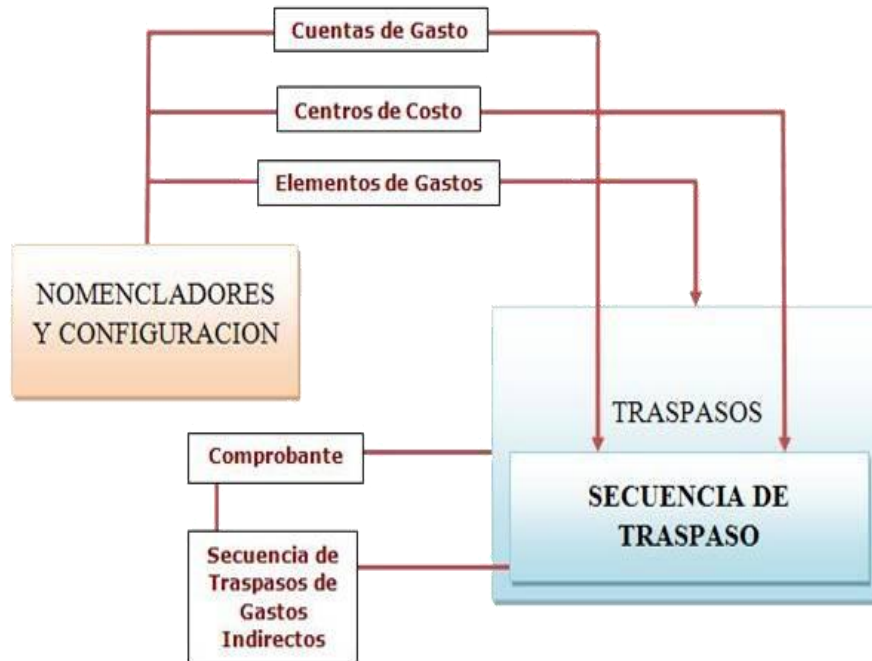 Cuentas de Gasto
Centros de Costo
Elementos de Gastos
NOMENCLADORES
Y CONFIGURACION
TRASPASOS
Comprobante
SECUENCIA DE
TRASPASO
Secuencia de
Traspasos de
Gastos
Indirectos